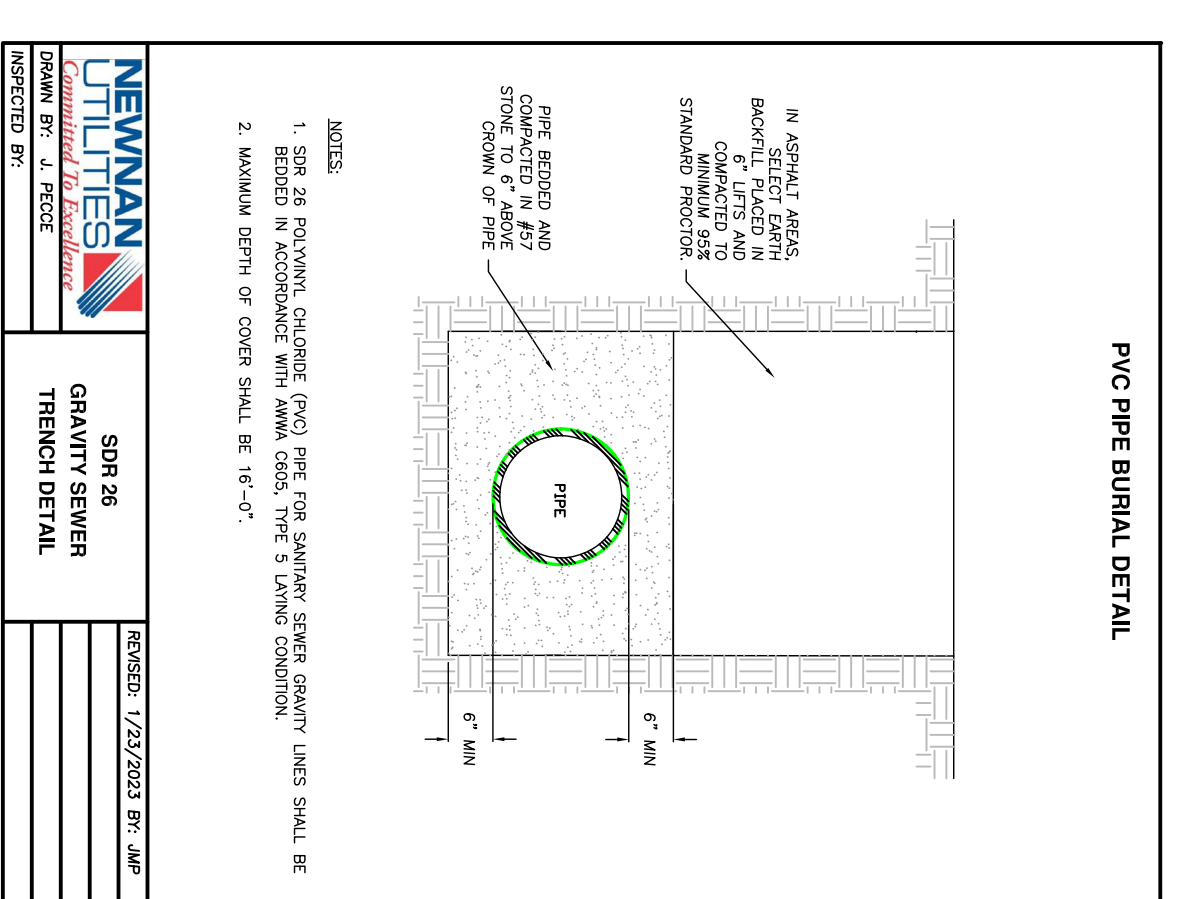 PVC PIPE BURIAL DETAIL
IN ASPHALT AREAS,
SELECT EARTH
BACKFILL PLACED IN
6" LIFTS AND
COMPACTED TO
MINIMUM 95%
STANDARD PROCTOR.
PIPE BEDDED AND
COMPACTED IN #57
STONE TO 6" ABOVE
CROWN OF PIPE
PIPE
6" MIN
6" MIN
NOTES:
1. SDR 26 POLYVINYL CHLORIDE (PVC) PIPE FOR SANITARY SEWER GRAVITY LINES SHALL BE
BEDDED IN ACCORDANCE WITH AWWA C605, TYPE 5 LAYING CONDITION.
2. MAXIMUM DEPTH OF COVER SHALL BE 16'-0".
NEWNAN
UTILITIES
Committed To Excellence
DRAWN BY: J. PECCE
INSPECTED BY:
SDR 26
GRAVITY SEWER
TRENCH DETAIL
REVISED: 1/23/2023 BY: JMP